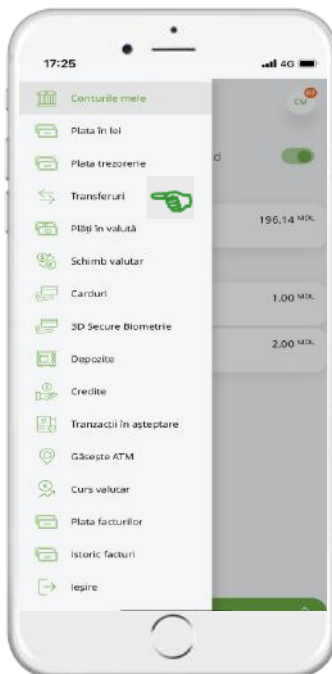 17:25
4G
Conturile mele
CM
Plata în lei
Plata trezorerie
d
Transferuri
Plăți în valută
196.14 MDL
Schimb valutar
Carduri
1.00 MDL
3D Secure Biometrie
2.00 MDL
Depozite
Credite
Tranzacții în așteptare
Găsește ATM
Curs valutar
Plata facturilor
Istoric facturi
Ieșire